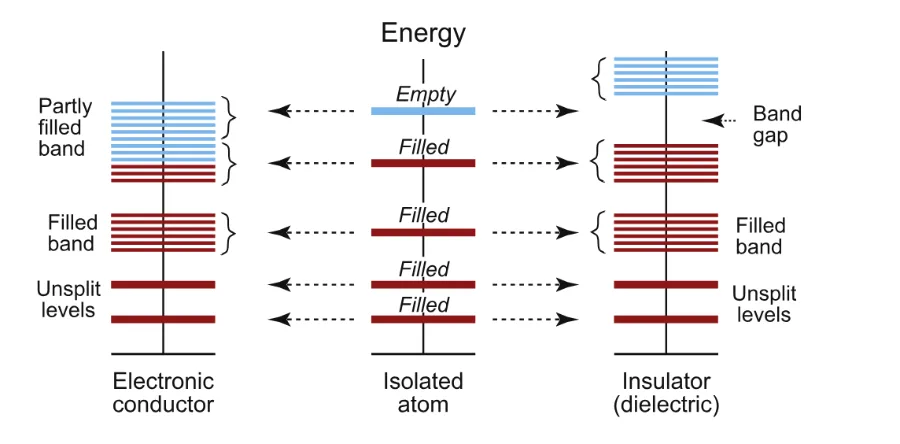 Energy
Partly
filled
band
Empty
Band
gap
Filled
Filled
band
Filled
Filled
band
Unsplit
levels
Filled
Filled
Unsplit
levels
Electronic
conductor
Isolated
atom
Insulator
(dielectric)